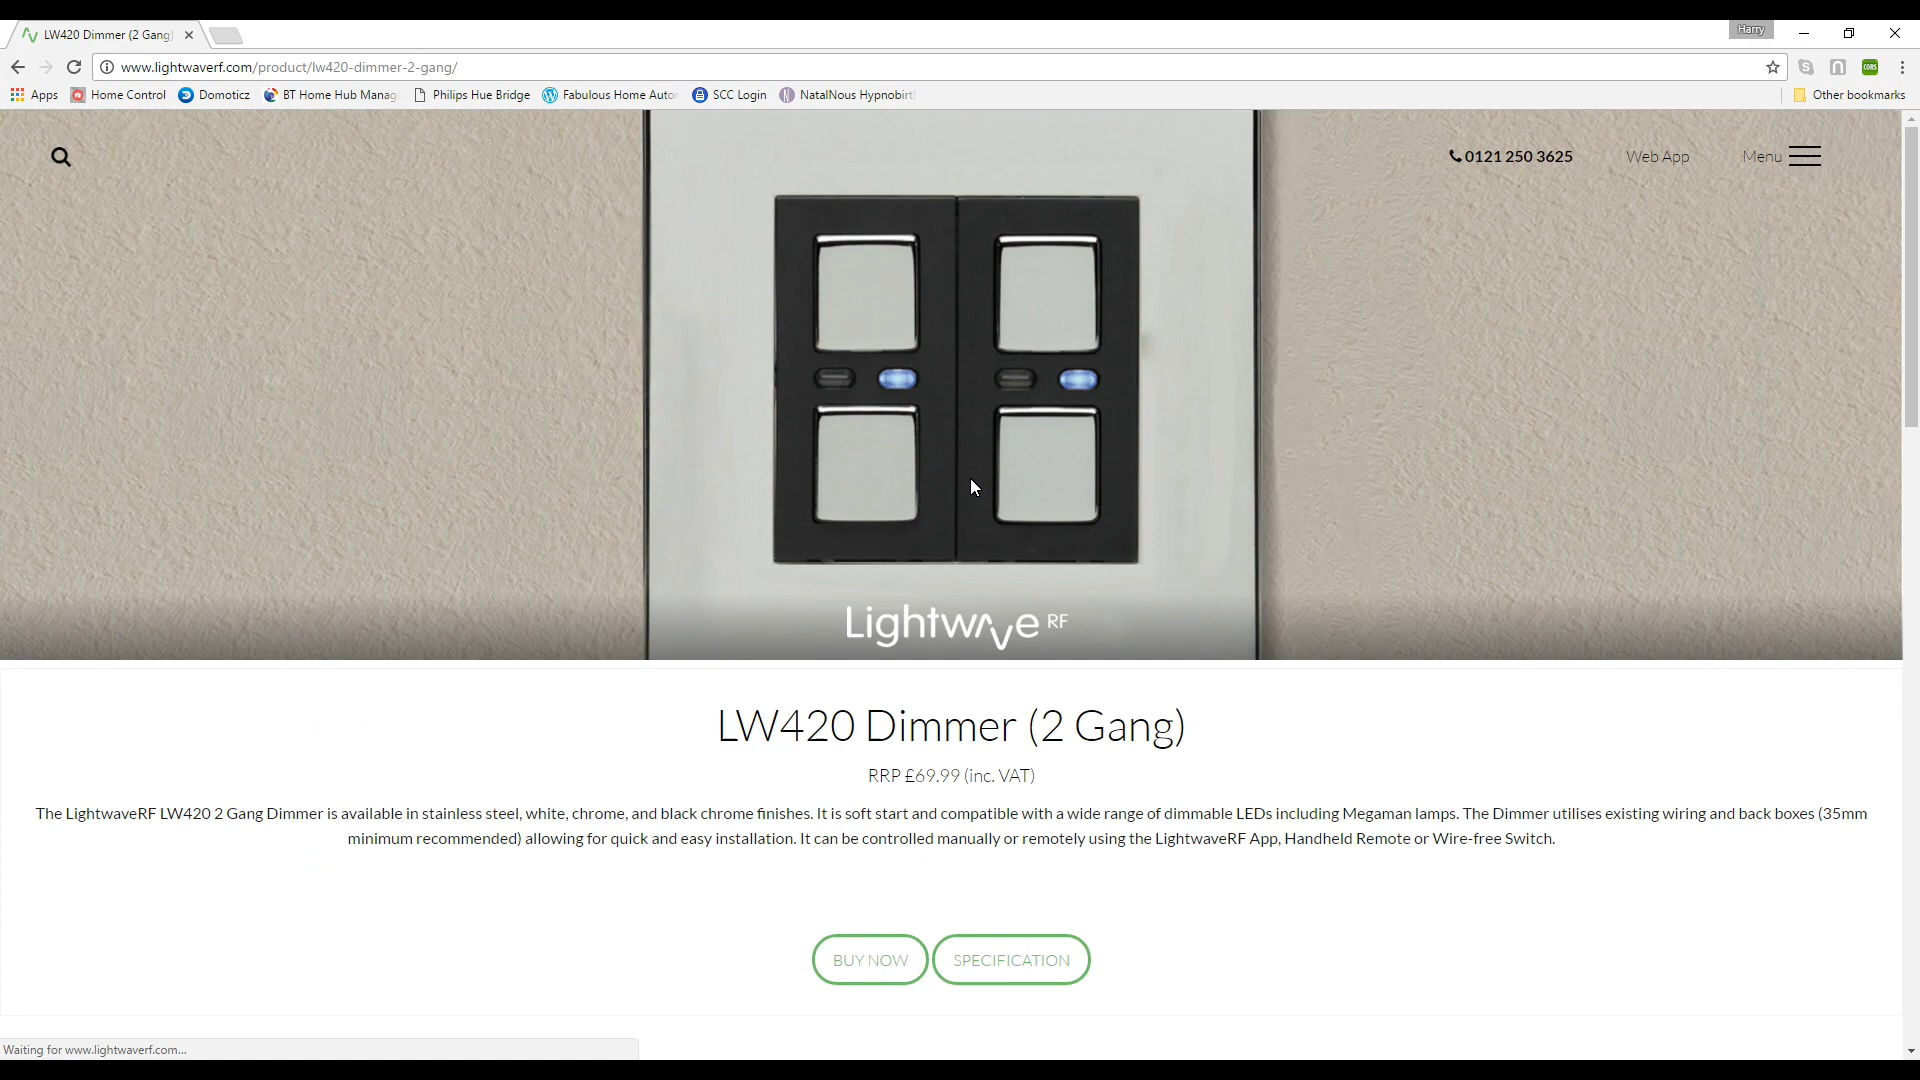 LW420 Dimmer (2 Gang)
Harry
www.lightwaverf.com/product/lw420-dimmer-2-gang/
CORS
Apps Home Control Domoticz BT Home Hub Manag Philips Hue Bridge Fabulous Home Auto SCC Login NatalNous Hypnobirt Other bookmarks
0121 250 3625 Web App Menu
Lightwave RF
LW420 Dimmer (2 Gang)
RRP £69.99 (inc. VAT)
The LightwaveRF LW420 2 Gang Dimmer is available in stainless steel, white, chrome, and black chrome finishes. It is soft start and compatible with a wide range of dimmable LEDs including Megaman lamps. The Dimmer utilises existing wiring and back boxes (35mm
minimum recommended) allowing for quick and easy installation. It can be controlled manually or remotely using the LightwaveRF App, Handheld Remote or Wire-free Switch.
BUY NOW SPECIFICATION
Waiting for www.lightwaverf.com...